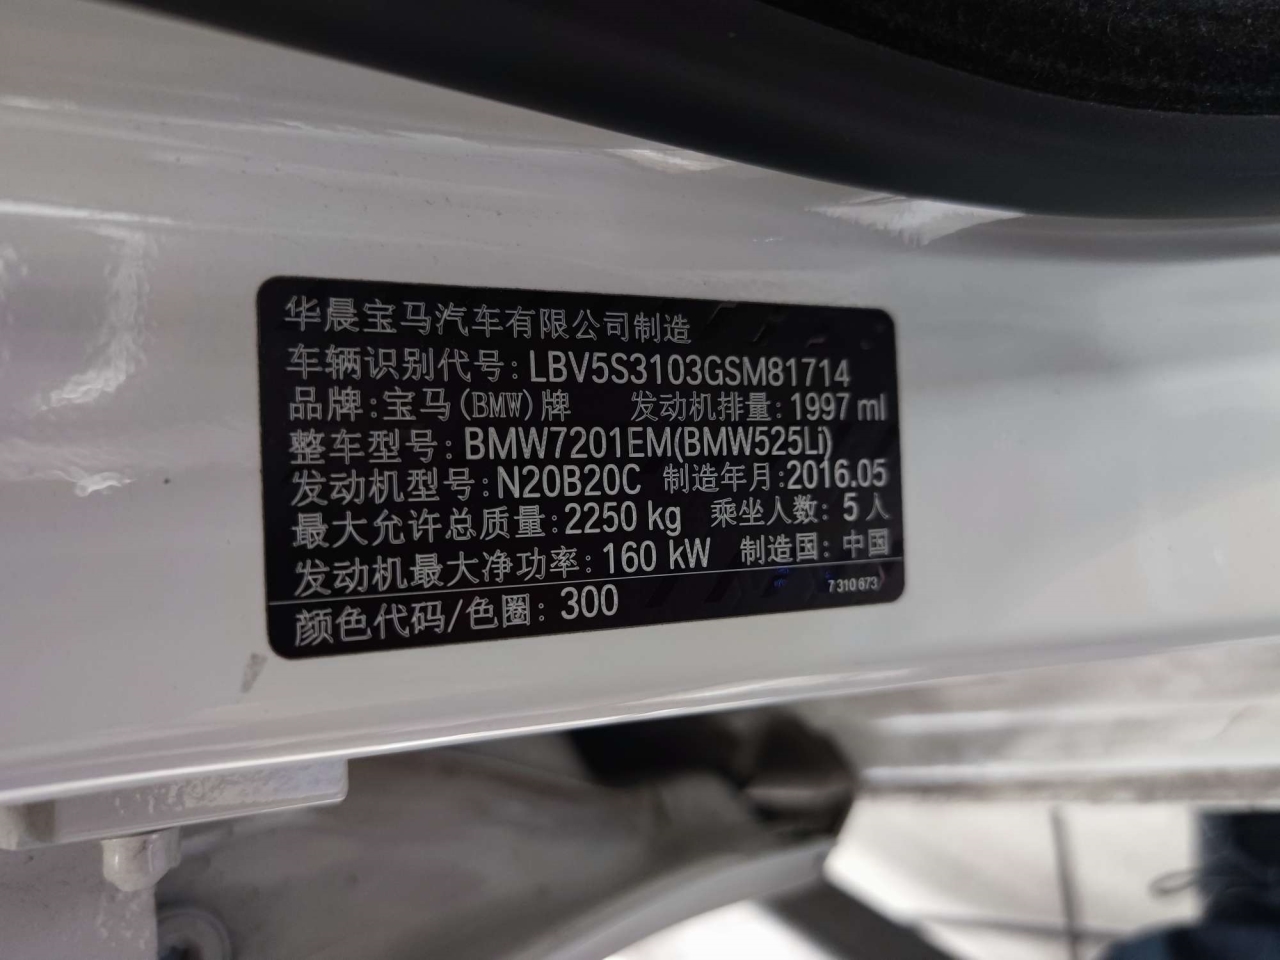 华晨宝马汽车有限公司制造
车辆识别代号：LBV5S3103GSM81714
品牌：宝马(BMW)牌 发动机排量：1997 ml
整车型号：BMW7201EM(BMW525Li)
发动机型号：N20B20C 制造年月：2016.05
最大允许总质量：2250 kg 乘坐人数：5人
发动机最大净功率：160 kW 制造国：中国
7 310 673
颜色代码/色圈：300